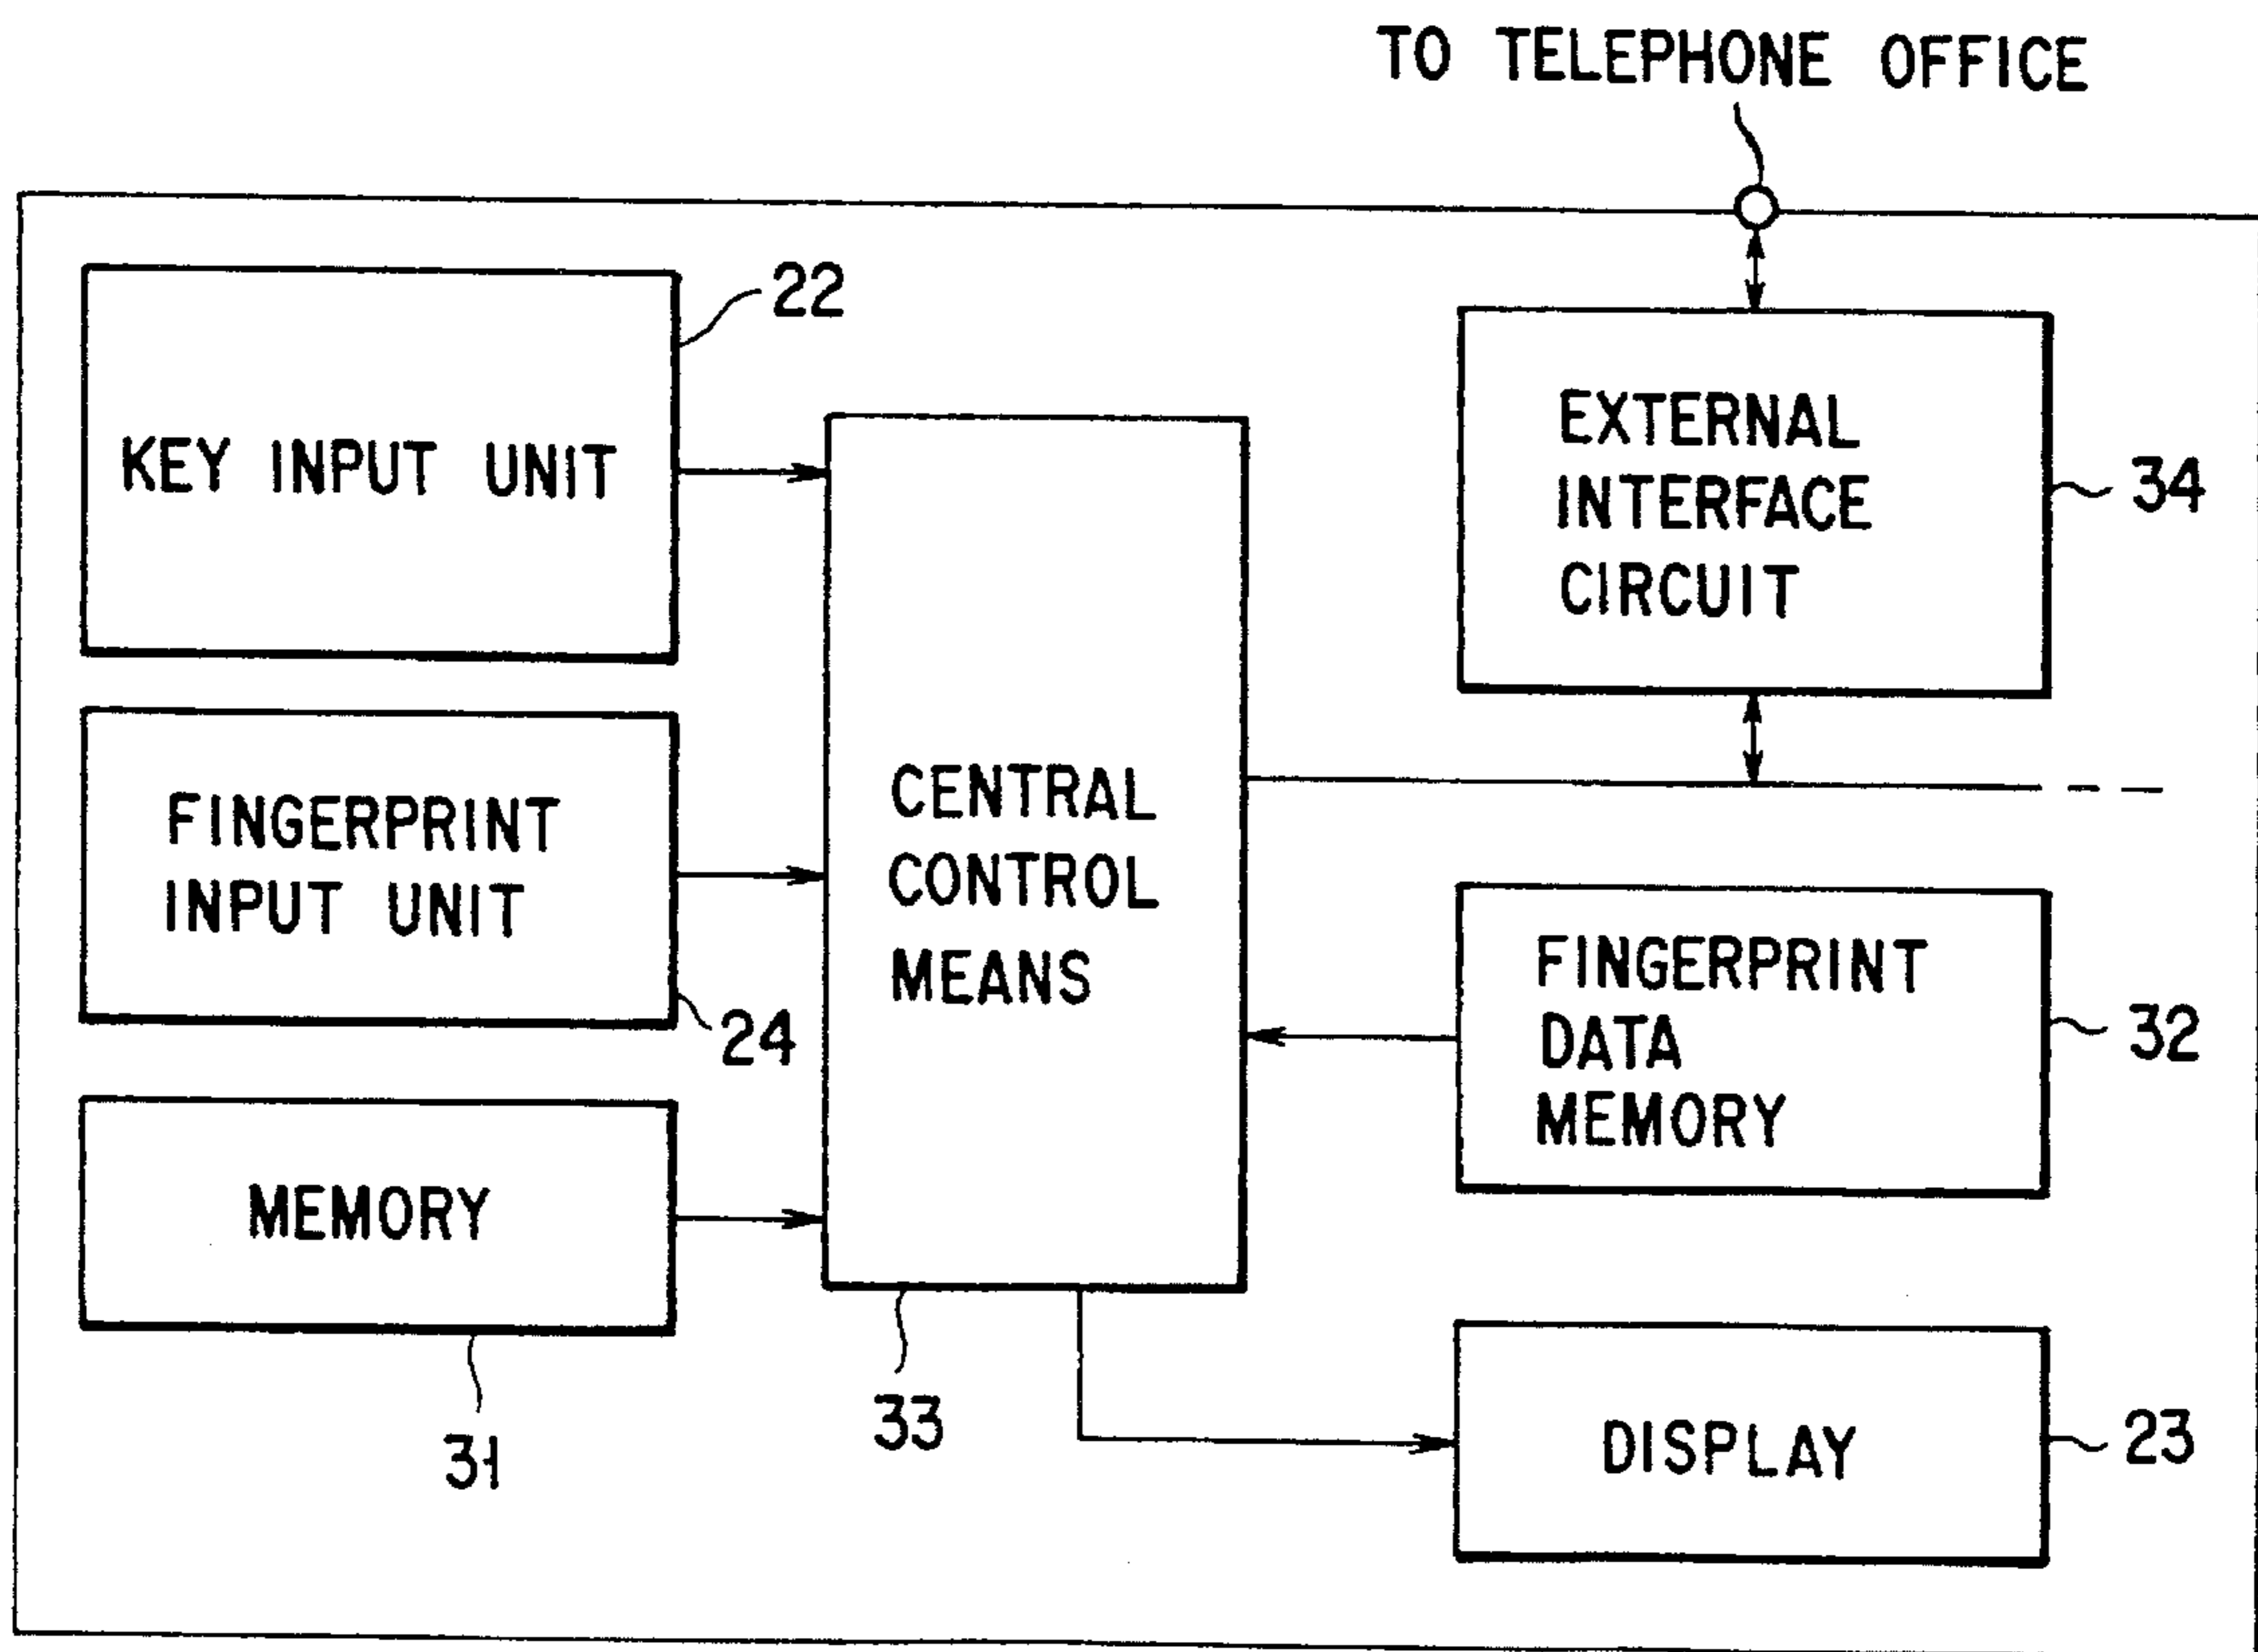 TO TELEPHONE OFFICE
22
KEY INPUT UNIT
EXTERNAL
INTERFACE
CIRCUIT
34
FINGERPRINT
INPUT UNIT
24
CENTRAL
CONTROL
MEANS
FINGERPRINT
DATA
MEMORY
32
MEMORY
31
33
DISPLAY
23